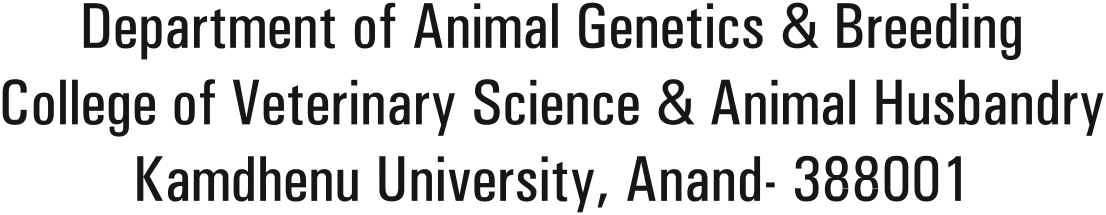 Department of Animal Genetics & Breeding
College of Veterinary Science & Animal Husbandry
Kamdhenu University, Anand- 388001